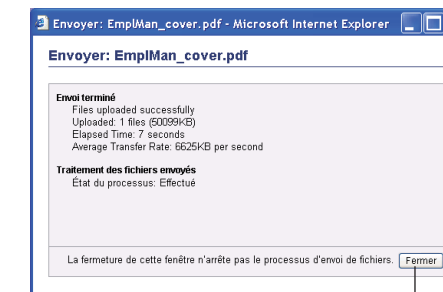 Envoyer: EmplMan_cover.pdf - Microsoft Internet Explorer
Envoyer: EmplMan_cover.pdf
Envoi terminé
Files uploaded successfully
Uploaded: 1 files (50099KB)
Elapsed Time: 7 seconds
Average Transfer Rate: 6625KB per second
Traitement des fichiers envoyés
État du processus: Effectué
La fermeture de cette fenêtre n'arrête pas le processus d'envoi de fichiers. Fermer